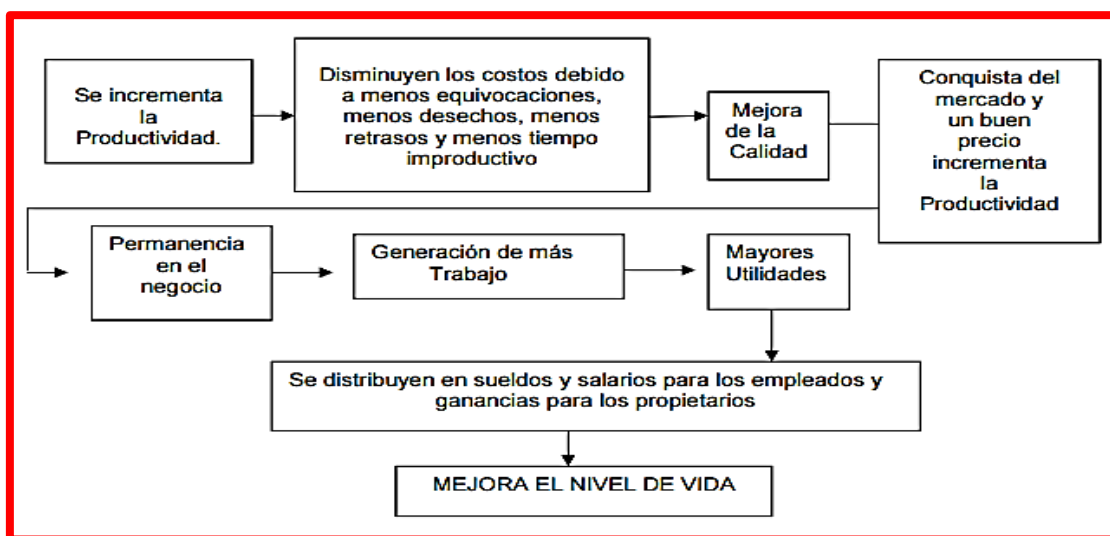 Se incrementa
la
Productividad.
Disminuyen los costos debido
a menos equivocaciones,
menos desechos, menos
retrasos y menos tiempo
improductivo
Mejora
de la
Calidad
Conquista del
mercado y
un buen
precio
incrementa
la
Productividad
Permanencia
en el
negocio
Generación de más
Trabajo
Mayores
Utilidades
Se distribuyen en sueldos y salarios para los empleados y
ganancias para los propietarios
MEJORA EL NIVEL DE VIDA